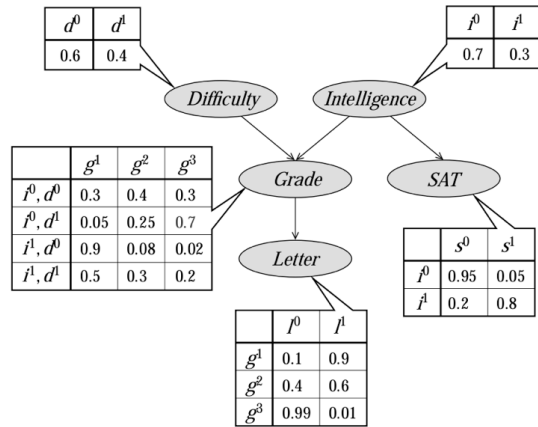 d⁰ d¹
0.6 0.4
i⁰ i¹
0.7 0.3
Difficulty
Intelligence
g¹ g² g³
i⁰, d⁰ 0.3 0.4 0.3
i⁰, d¹ 0.05 0.25 0.7
i¹, d⁰ 0.9 0.08 0.02
i¹, d¹ 0.5 0.3 0.2
Grade
SAT
s⁰ s¹
i⁰ 0.95 0.05
i¹ 0.2 0.8
Letter
l⁰ l¹
g¹ 0.1 0.9
g² 0.4 0.6
g³ 0.99 0.01